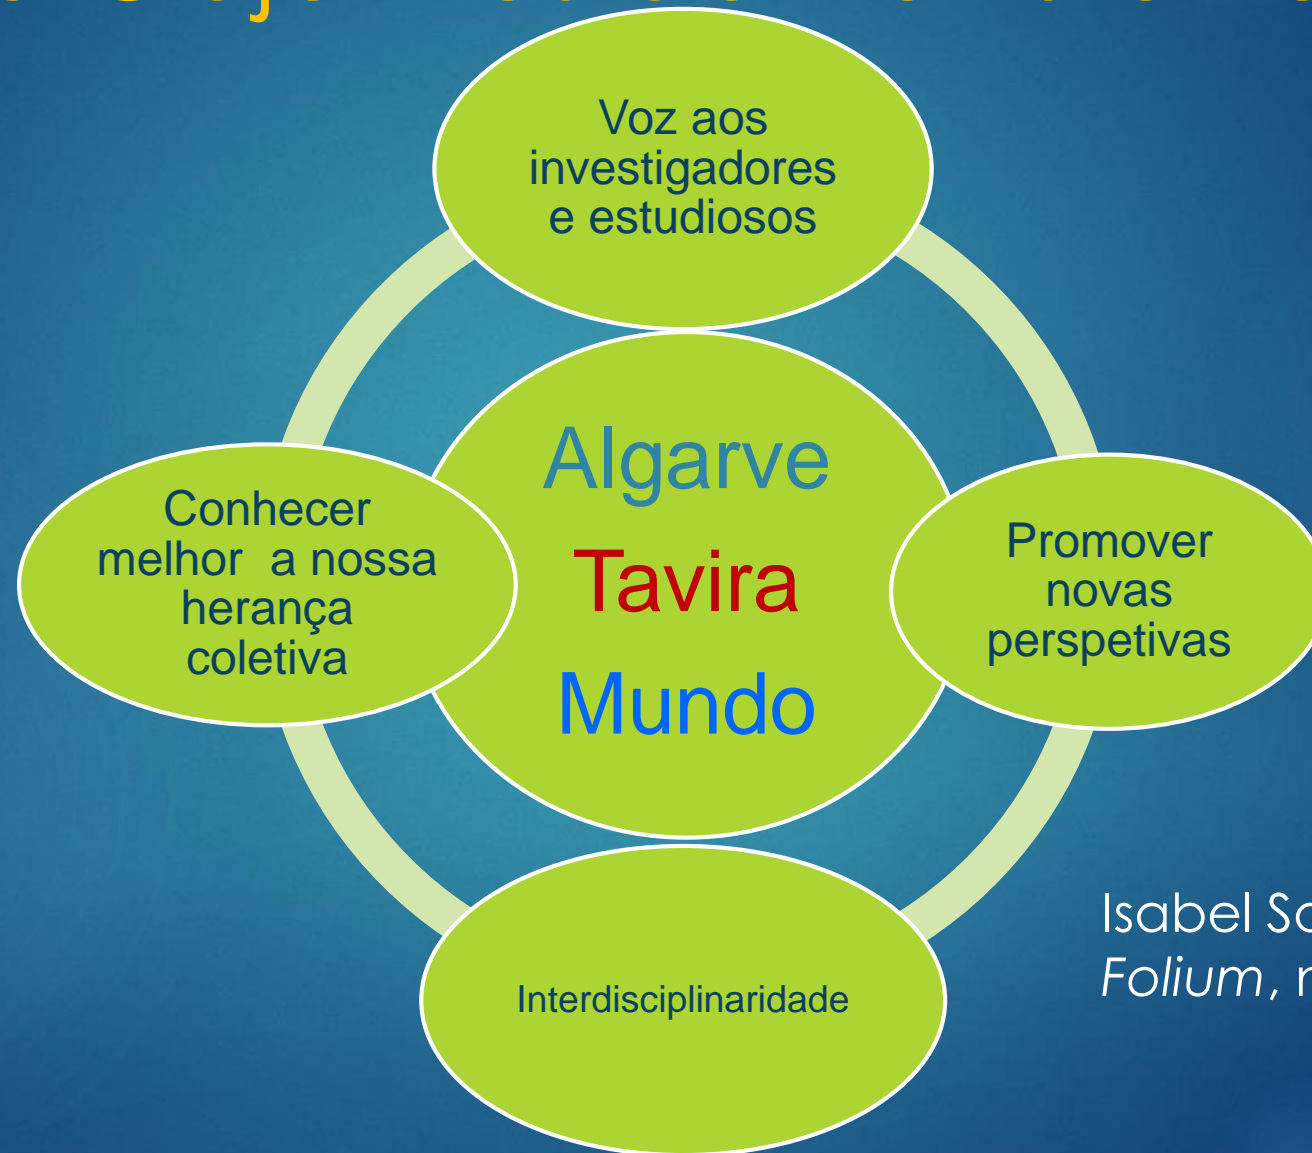 Voz aos
investigadores
e estudiosos
Algarve
Tavira
Mundo
Conhecer
melhor a nossa
herança
coletiva
Promover
novas
perspetivas
Interdisciplinaridade
Isabel
Folium,